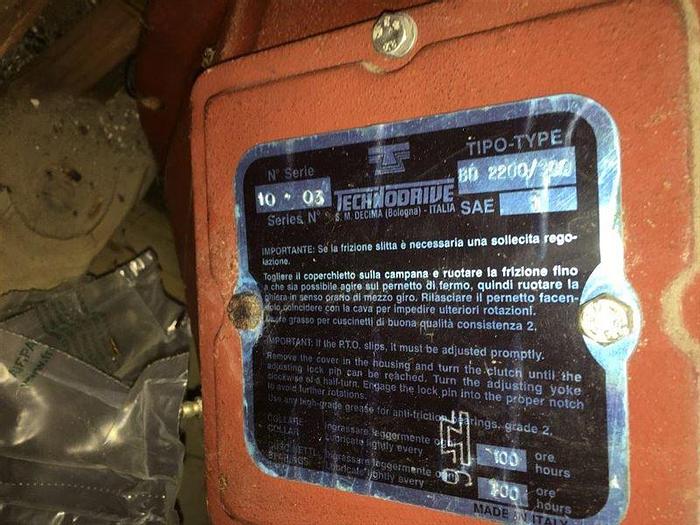 TIPO-TYPE
N° Serie
BD 2200/
10 - 03
TECHNODRIVE
SAE
Series N°
S. M. DECIMA (Bologna) - ITALIA
IMPORTANTE: Se la frizione slitta è necessaria una sollecita rego-
lazione.
Togliere il coperchietto sulla campana e ruotare la frizione fino
a che sia possibile agire sul pernetto di fermo, quindi ruotare la
ghiera in senso orario di mezzo giro. Rilasciare il pernetto facen-
dolo coincidere con la cava per impedire ulteriori rotazioni.
Usare grasso per cuscinetti di buona qualità consistenza 2.
IMPORTANT: If the P.T.O. slips, it must be adjusted promptly.
Remove the cover in the housing and turn the clutch until the
adjusting lock pin can be reached. Turn the adjusting yoke
clockwise of a half-turn. Engage the lock pin into the proper notch
to avoid further rotations.
Use any high-grade grease for anti-friction bearings, grade 2.
COLLARE
COLLAR
ingrassare leggermente ogni
lubricate lightly every
100
ore
hours
CUSCINETTI
BEARINGS
ingrassare leggermente ogni
lubricate lightly every
ore
hours
MADE IN ITALY